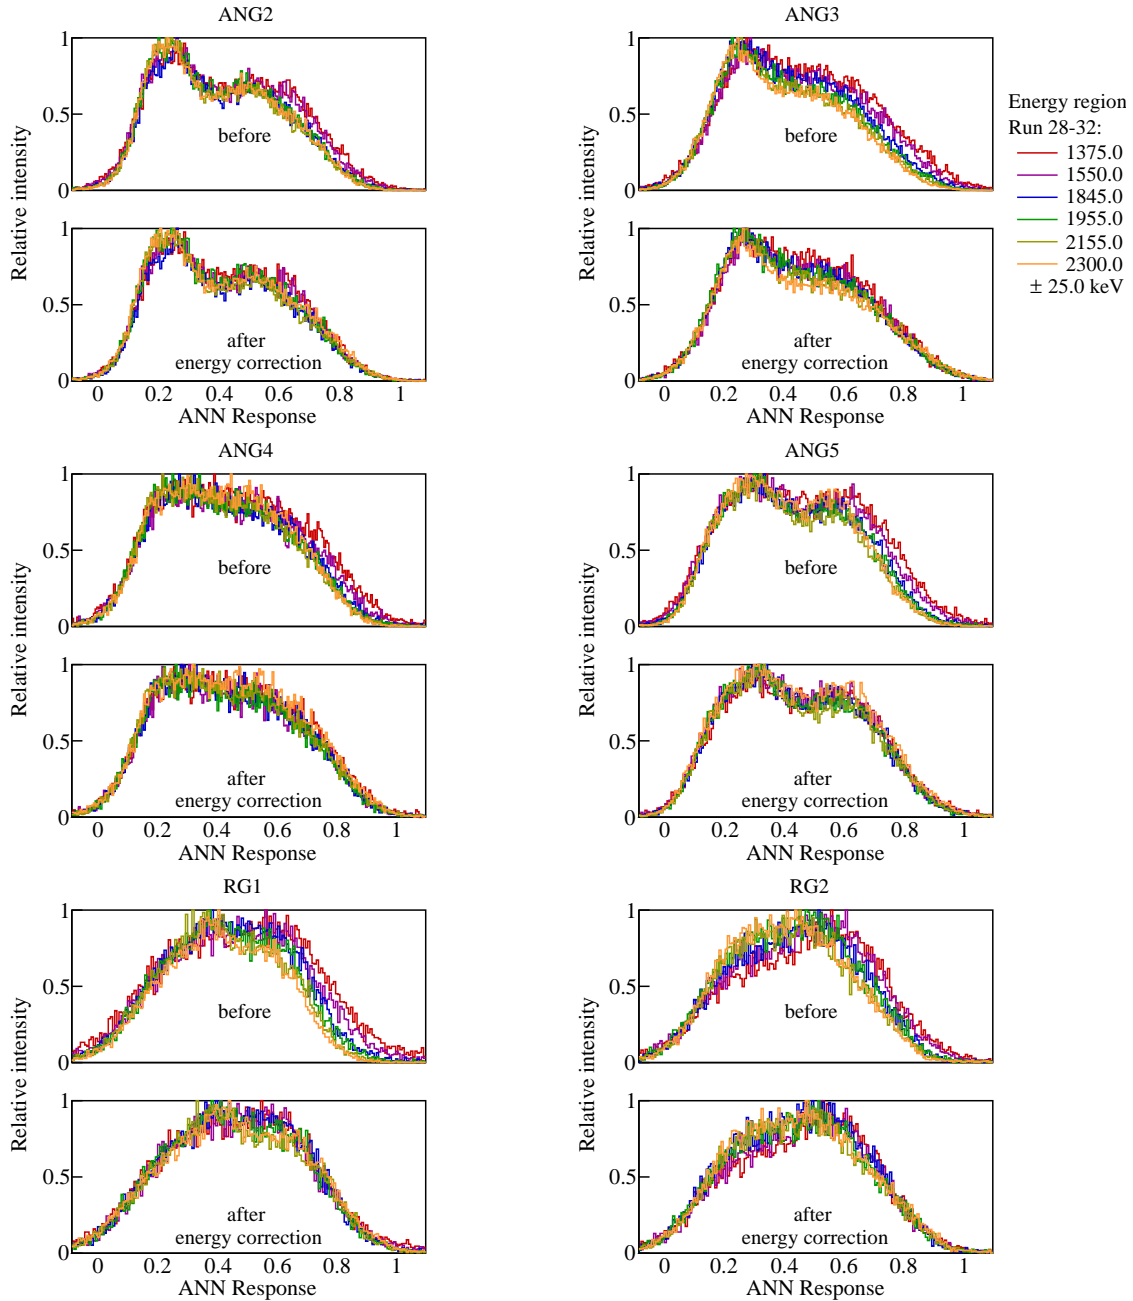 ANG2
Relative intensity
1
0.5
0
before
1
0.5
0
after
energy correction
0 0.2 0.4 0.6 0.8 1
ANN Response
ANG3
Relative intensity
1
0.5
0
before
1
0.5
0
after
energy correction
0 0.2 0.4 0.6 0.8 1
ANN Response
Energy region
Run 28-32:
1375.0
1550.0
1845.0
1955.0
2155.0
2300.0
± 25.0 keV
ANG4
Relative intensity
1
0.5
0
before
1
0.5
0
after
energy correction
0 0.2 0.4 0.6 0.8 1
ANN Response
ANG5
Relative intensity
1
0.5
0
before
1
0.5
0
after
energy correction
0 0.2 0.4 0.6 0.8 1
ANN Response
RG1
Relative intensity
1
0.5
0
before
1
0.5
0
after
energy correction
0 0.2 0.4 0.6 0.8 1
ANN Response
RG2
Relative intensity
1
0.5
0
before
1
0.5
0
after
energy correction
0 0.2 0.4 0.6 0.8 1
ANN Response